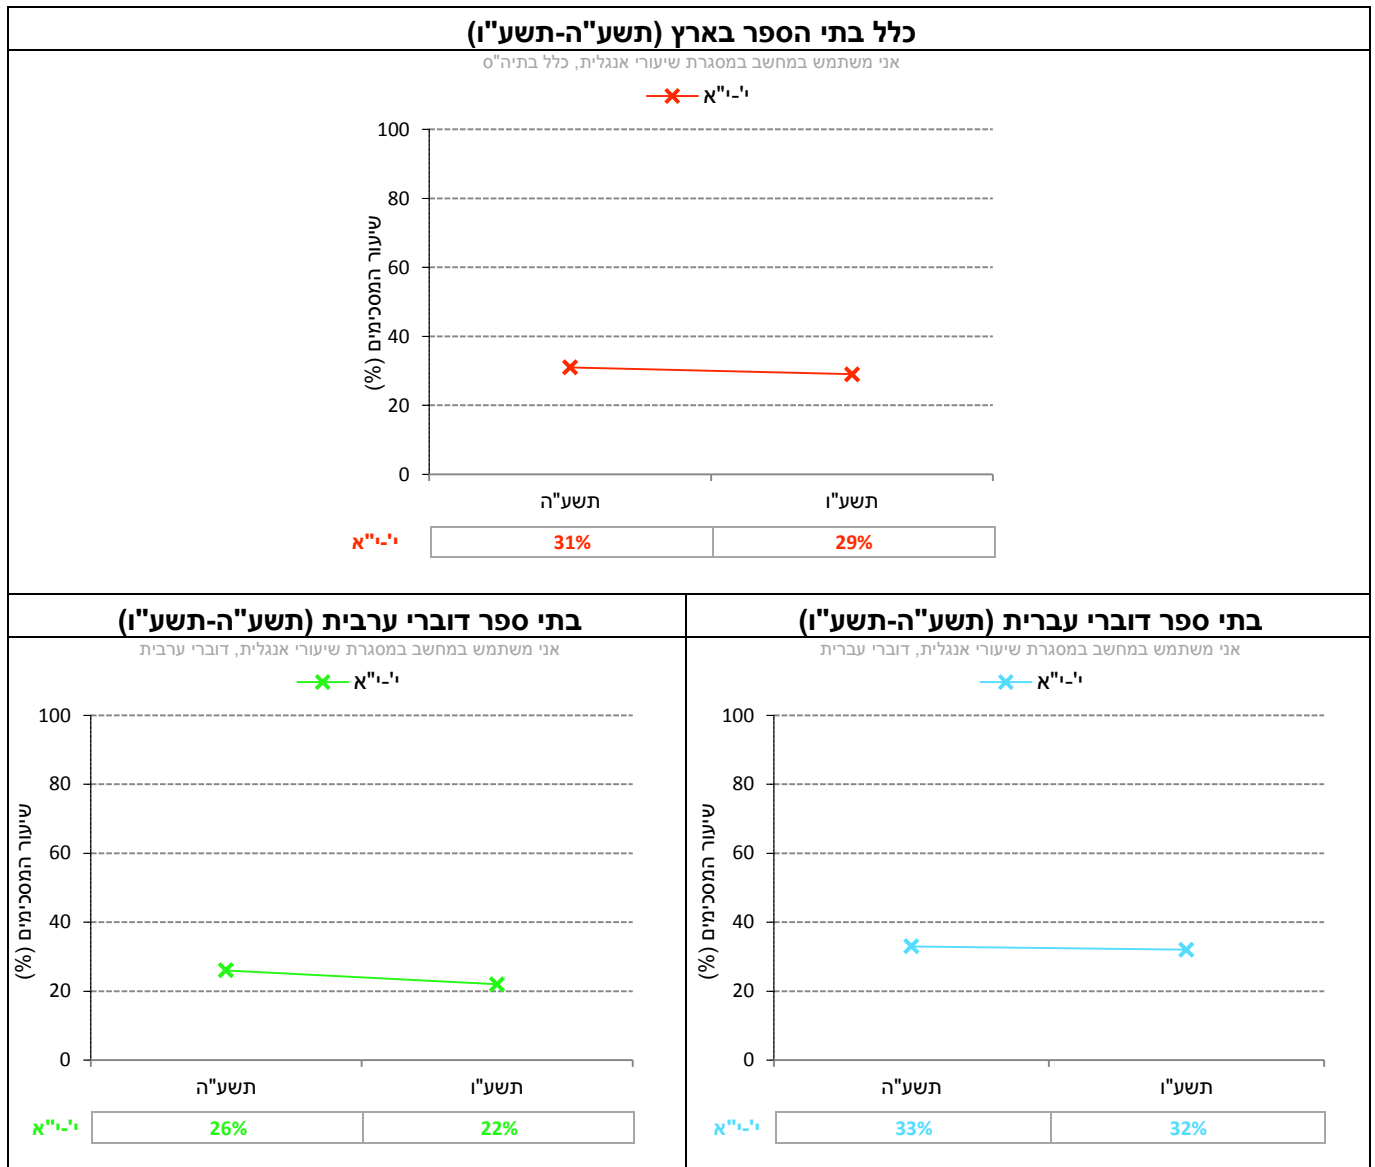 כלל בתי הספר בארץ (תשע"ה-תשע"ו)
אני משתמש במחשב במסגרת שיעורי אנגלית, כלל בתיה"ס
י'-י"א
100
80
60
40
20
0
שיעור המסכימים (%)
תשע"ה תשע"ו
י'-י"א 31% 29%
בתי ספר דוברי עברית (תשע"ה-תשע"ו)
אני משתמש במחשב במסגרת שיעורי אנגלית, דוברי עברית
י'-י"א
100
80
60
40
20
0
שיעור המסכימים (%)
תשע"ה תשע"ו
י'-י"א 33% 32%
בתי ספר דוברי ערבית (תשע"ה-תשע"ו)
אני משתמש במחשב במסגרת שיעורי אנגלית, דוברי ערבית
י'-י"א
100
80
60
40
20
0
שיעור המסכימים (%)
תשע"ה תשע"ו
י'-י"א 26% 22%